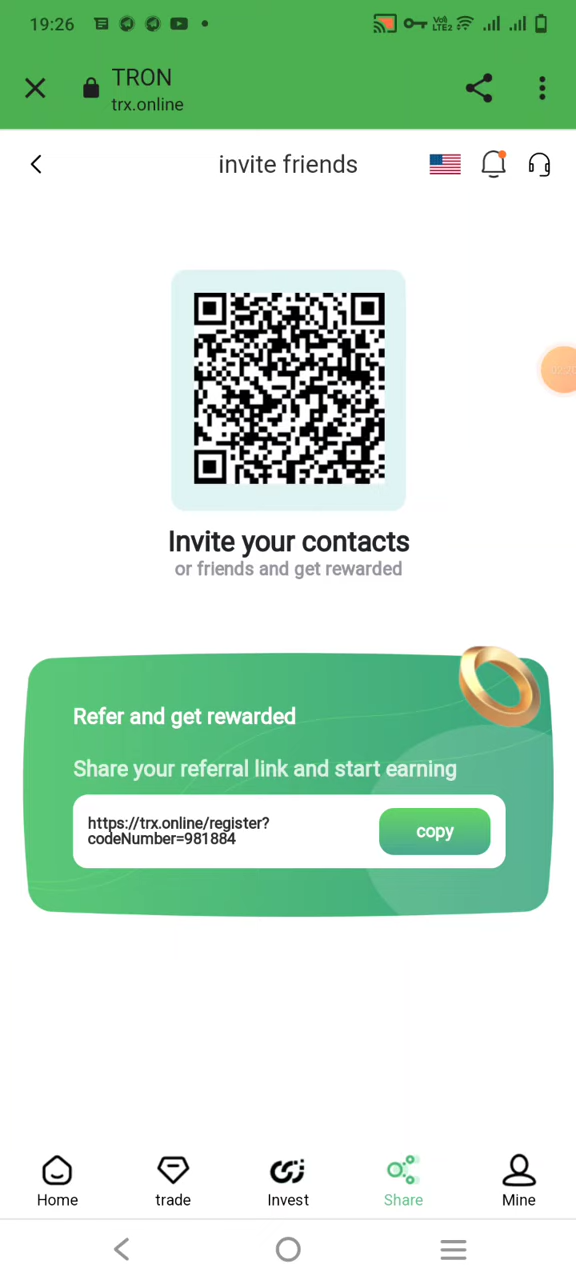 19:26
Vo)
LTE2
TRON
trx.online
invite friends
Invite your contacts
or friends and get rewarded
Refer and get rewarded
Share your referral link and start earning
https://trx.online/register?
codeNumber=981884
copy
Home
trade
Invest
Share
Mine